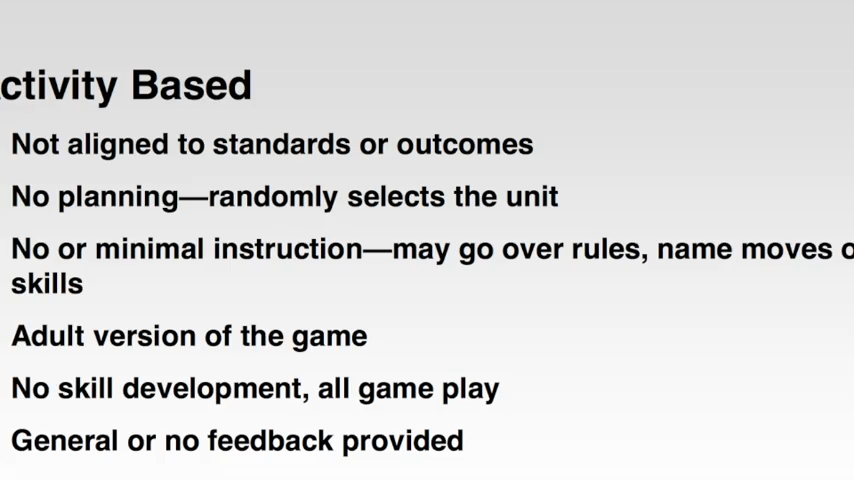 ctivity Based
Not aligned to standards or outcomes
No planning—randomly selects the unit
No or minimal instruction—may go over rules, name moves o
skills
Adult version of the game
No skill development, all game play
General or no feedback provided